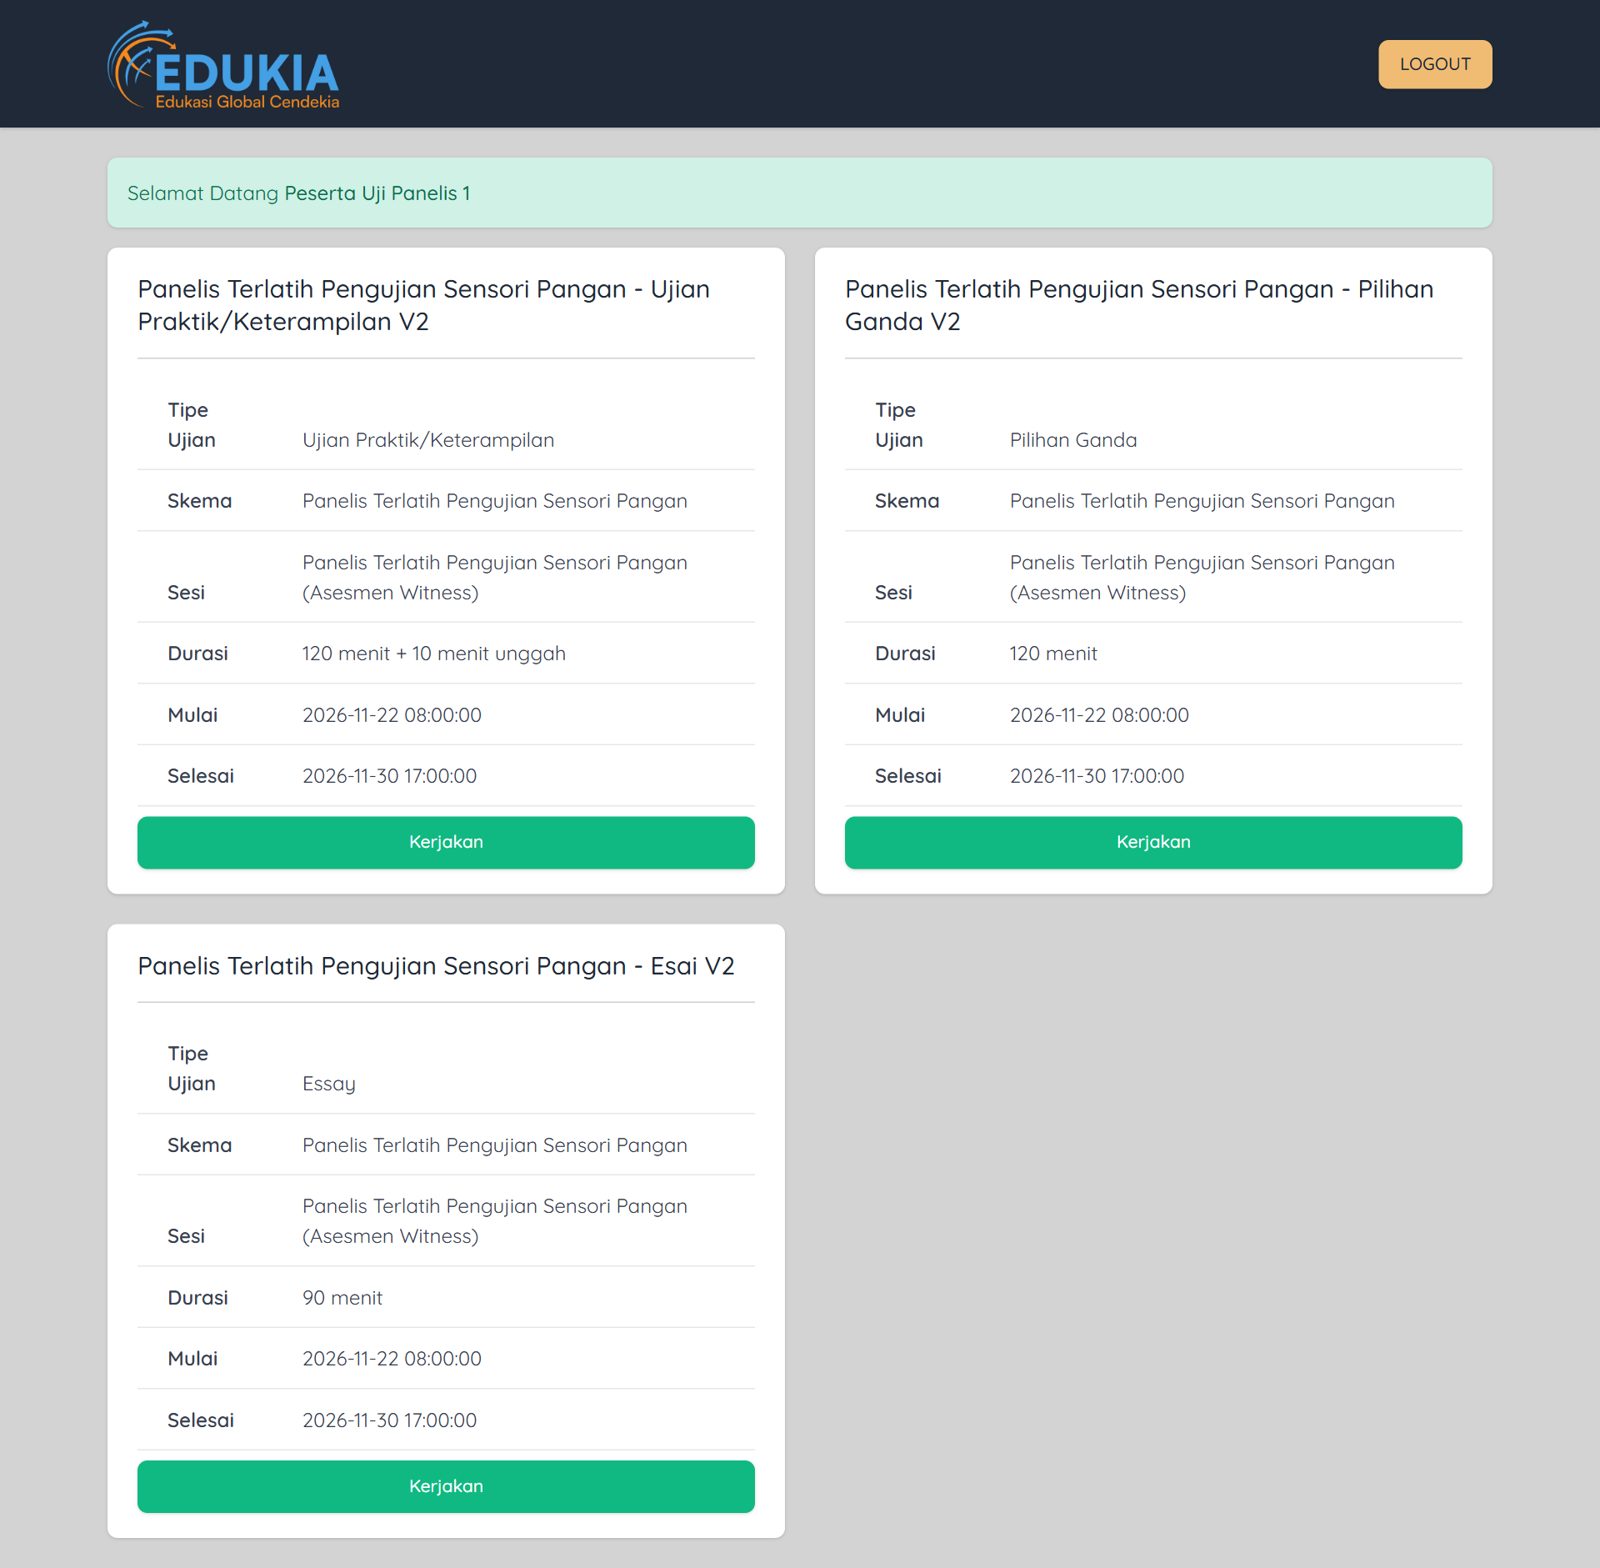 EDUKIA
Edukasi Global Cendekia
LOGOUT
Selamat Datang Peserta Uji Panelis 1
Panelis Terlatih Pengujian Sensori Pangan - Ujian
Praktik/Keterampilan V2
Tipe
Ujian Ujian Praktik/Keterampilan
Skema Panelis Terlatih Pengujian Sensori Pangan
Panelis Terlatih Pengujian Sensori Pangan
Sesi (Asesmen Witness)
Durasi 120 menit + 10 menit unggah
Mulai 2026-11-22 08:00:00
Selesai 2026-11-30 17:00:00
Kerjakan
Panelis Terlatih Pengujian Sensori Pangan - Pilihan
Ganda V2
Tipe
Ujian Pilihan Ganda
Skema Panelis Terlatih Pengujian Sensori Pangan
Panelis Terlatih Pengujian Sensori Pangan
Sesi (Asesmen Witness)
Durasi 120 menit
Mulai 2026-11-22 08:00:00
Selesai 2026-11-30 17:00:00
Kerjakan
Panelis Terlatih Pengujian Sensori Pangan - Esai V2
Tipe
Ujian Essay
Skema Panelis Terlatih Pengujian Sensori Pangan
Panelis Terlatih Pengujian Sensori Pangan
Sesi (Asesmen Witness)
Durasi 90 menit
Mulai 2026-11-22 08:00:00
Selesai 2026-11-30 17:00:00
Kerjakan